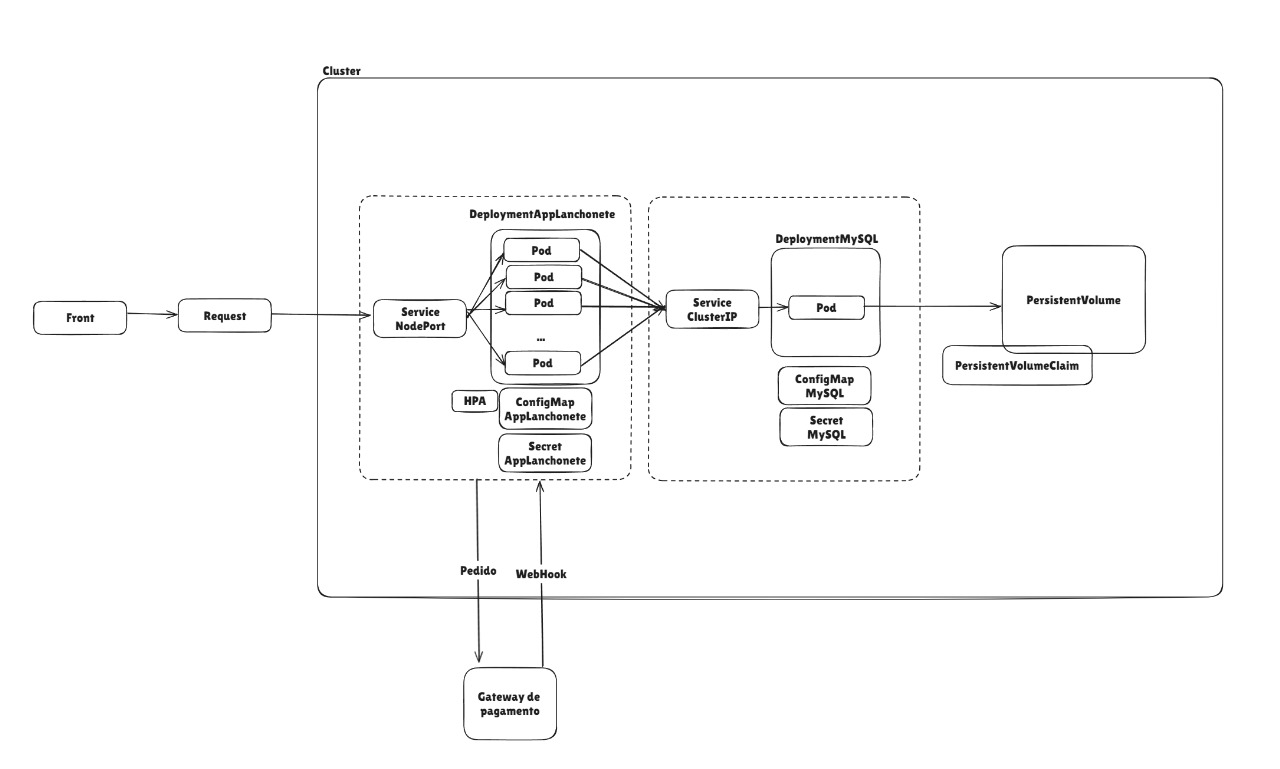 Cluster
DeploymentAppLanchonete
Pod
Pod
Pod
...
Pod
Front
Request
Service
NodePort
HPA
ConfigMap
AppLanchonete
Secret
AppLanchonete
Service
ClusterIP
DeploymentMySQL
Pod
ConfigMap
MySQL
Secret
MySQL
PersistentVolume
PersistentVolumeClaim
Pedido
WebHook
Gateway de
pagamento